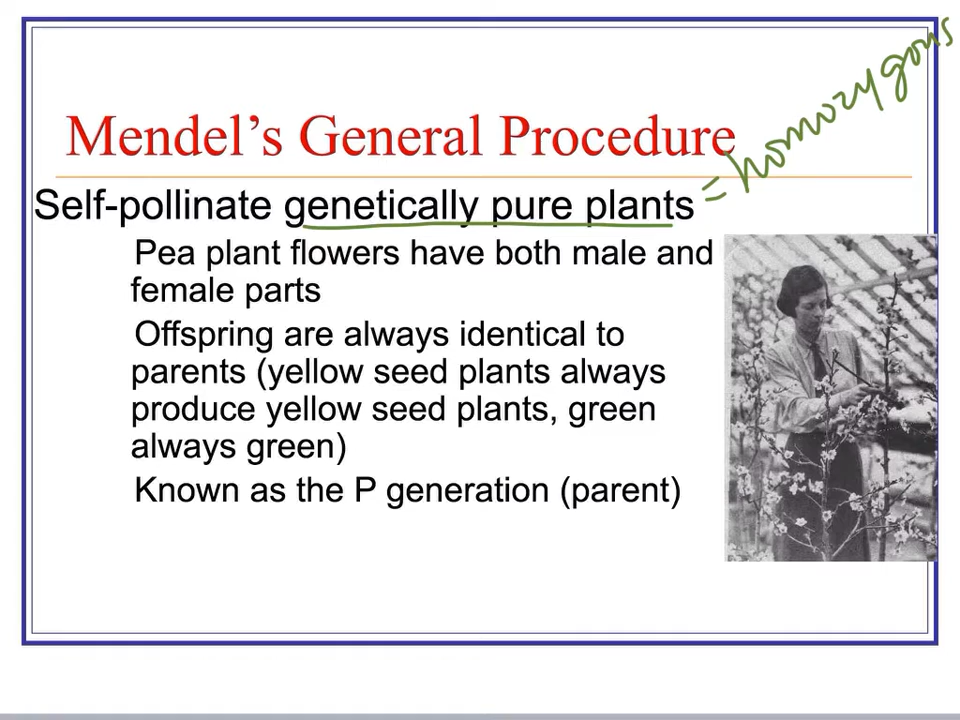 Mendel's General Procedure
= homozygous
Self-pollinate genetically pure plants
Pea plant flowers have both male and
female parts
Offspring are always identical to
parents (yellow seed plants always
produce yellow seed plants, green
always green)
Known as the P generation (parent)